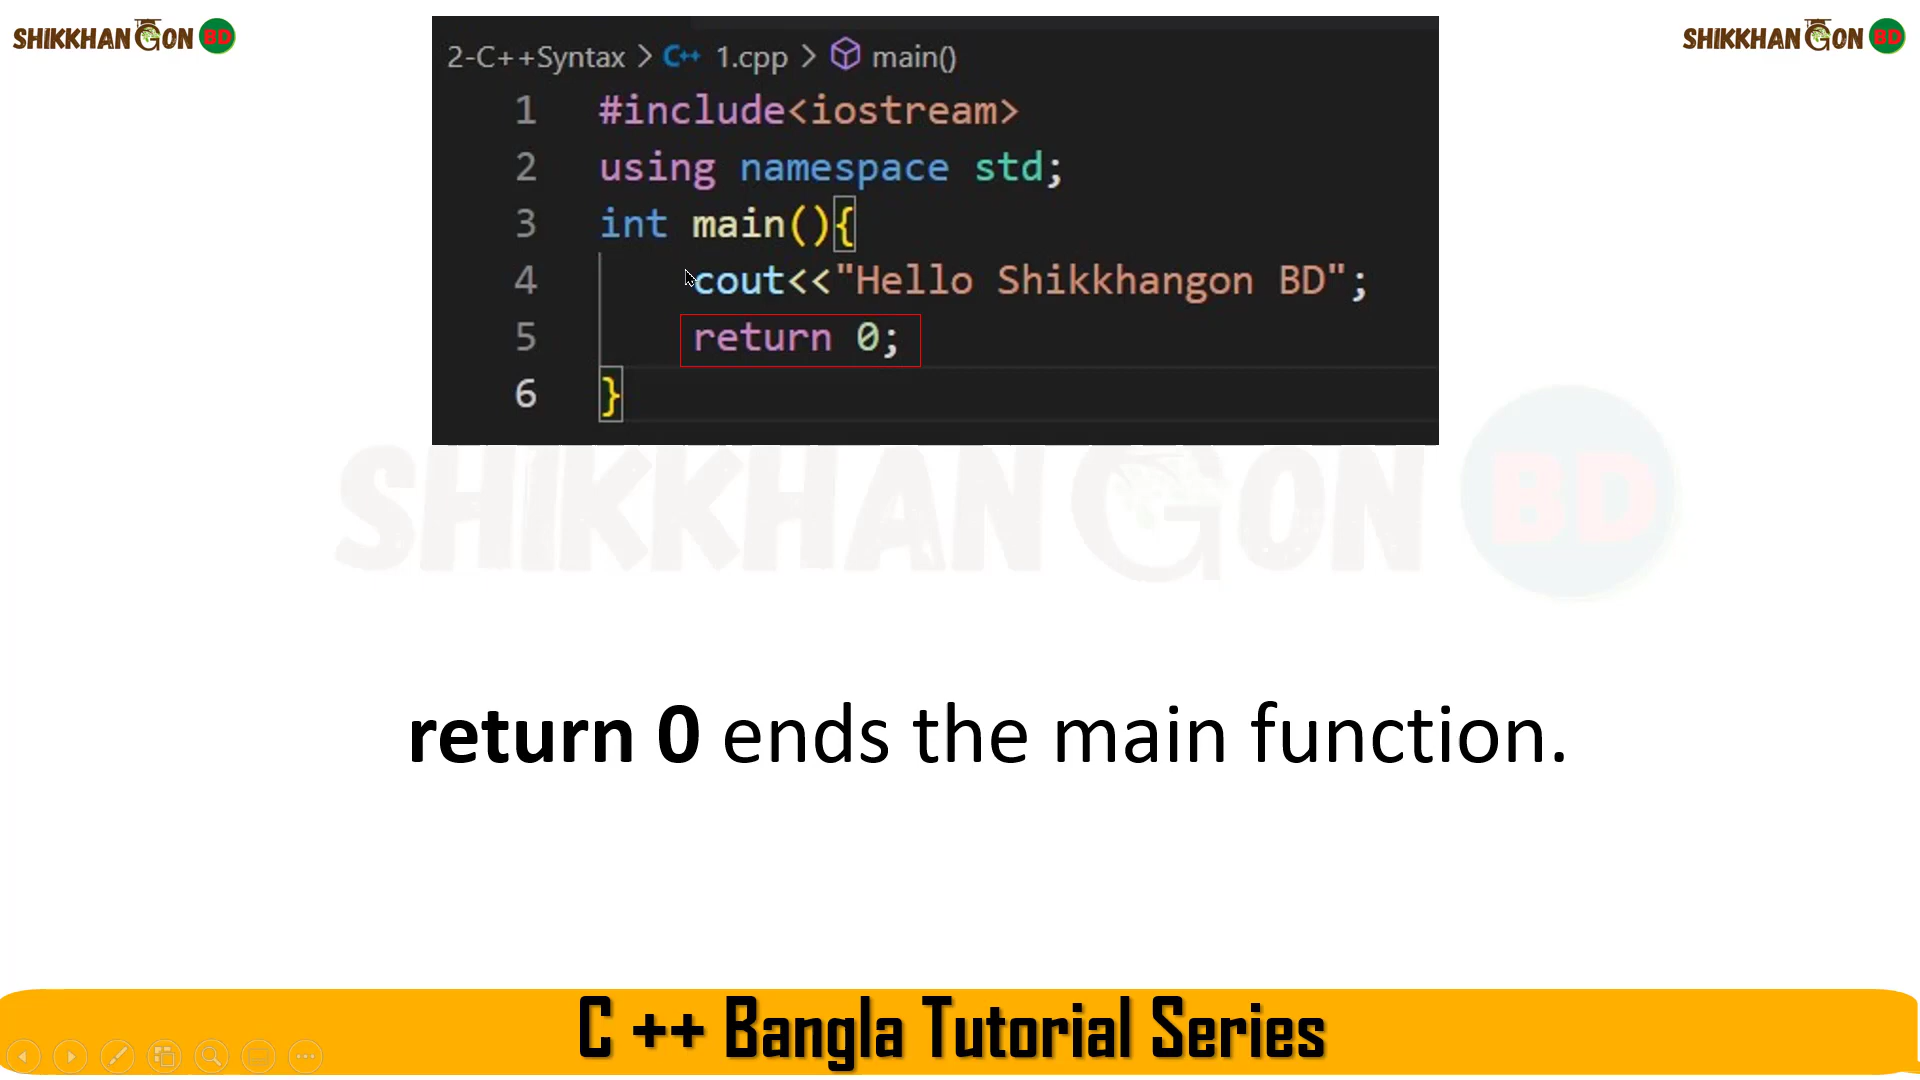 SHIKKHANGON BD
SHIKKHANGON BD
2-C++Syntax > C++ 1.cpp > main()
1 #include<iostream>
2 using namespace std;
3 int main(){
4 cout<<"Hello Shikkhangon BD";
5 return 0;
6 }
SHIKKHANGON BD
return 0 ends the main function.
C ++ Bangla Tutorial Series